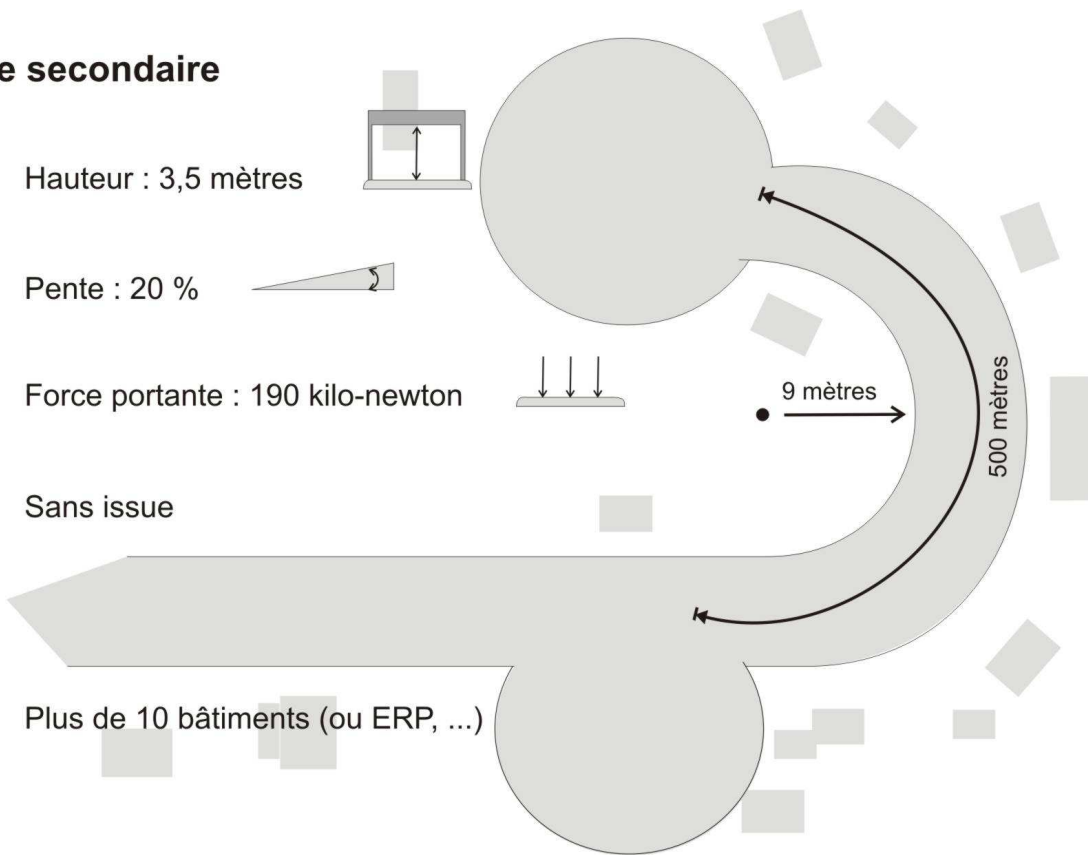 e secondaire
Hauteur : 3,5 mètres
Pente : 20 %
Force portante : 190 kilo-newton
9 mètres
500 mètres
Sans issue
Plus de 10 bâtiments (ou ERP, ...)